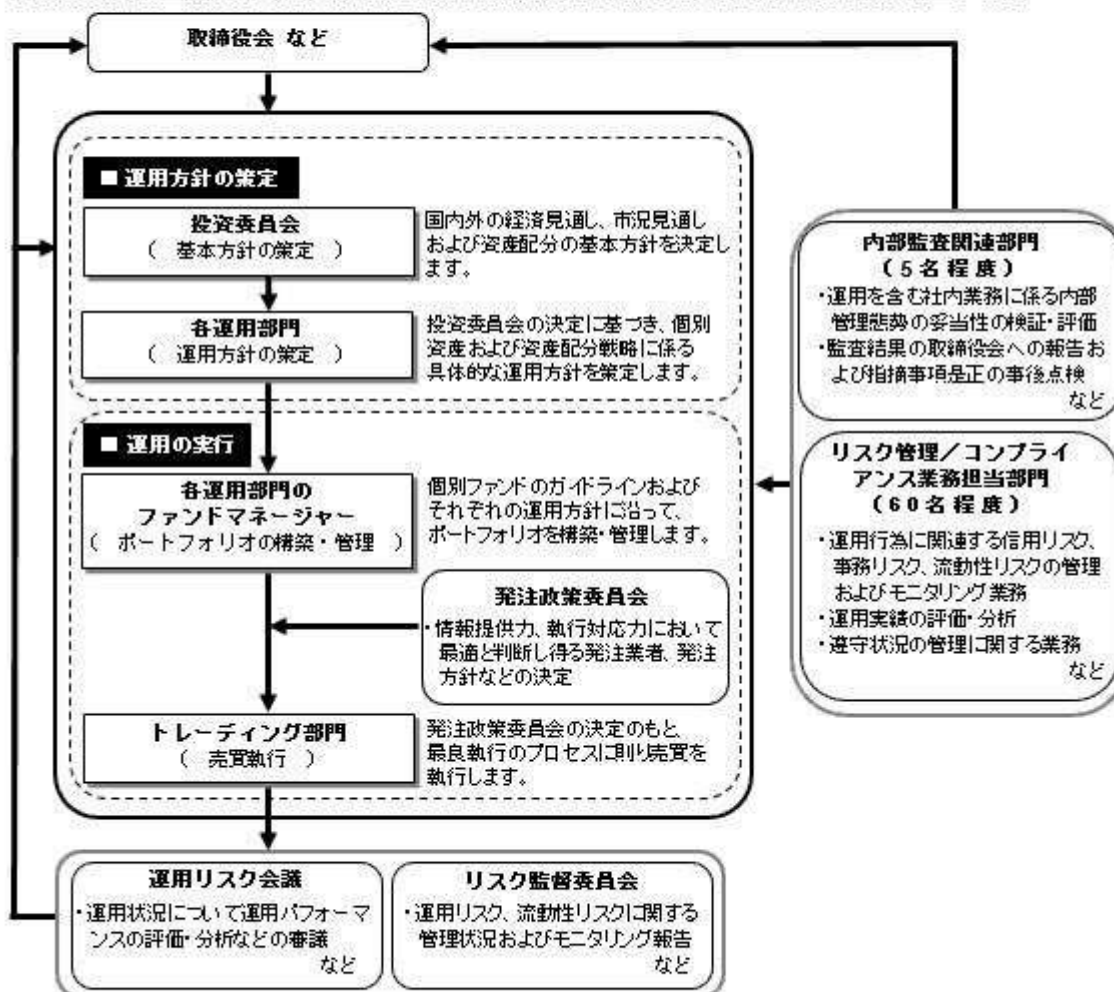 取締役会 など
■ 運用方針の策定
投資委員会
（ 基本方針の策定 ）
国内外の経済見通し、市況見通し
および資産配分の基本方針を決定し
ます。
各運用部門
（ 運用方針の策定 ）
投資委員会の決定に基づき、個別
資産および資産配分戦略に係る
具体的な運用方針を策定します。
■ 運用の実行
各運用部門の
ファンドマネージャー
（ ポートフォリオの構築・管理 ）
個別ファンドのガイドラインおよび
それぞれの運用方針に沿って、
ポートフォリオを構築・管理します。
発注政策委員会
・情報提供力、執行対応力において
最適と判断し得る発注業者、発注
方針などの決定
トレーディング部門
（ 売買執行 ）
発注政策委員会の決定のもと、
最良執行のプロセスに則り売買を
執行します。
内部監査関連部門
（５名程度）
・運用を含む社内業務に係る内部
管理態勢の妥当性の検証・評価
・監査結果の取締役会への報告お
よび指摘事項是正の事後点検
など
リスク管理／コンプライ
アンス業務担当部門
（６０名程度）
・運用行為に関連する信用リスク、
事務リスク、流動性リスクの管理
およびモニタリング業務
・運用実績の評価・分析
・遵守状況の管理に関する業務
など
運用リスク会議
・運用状況について運用パフォーマ
ンスの評価・分析などの審議
など
リスク監督委員会
・運用リスク、流動性リスクに関する
管理状況およびモニタリング報告
など